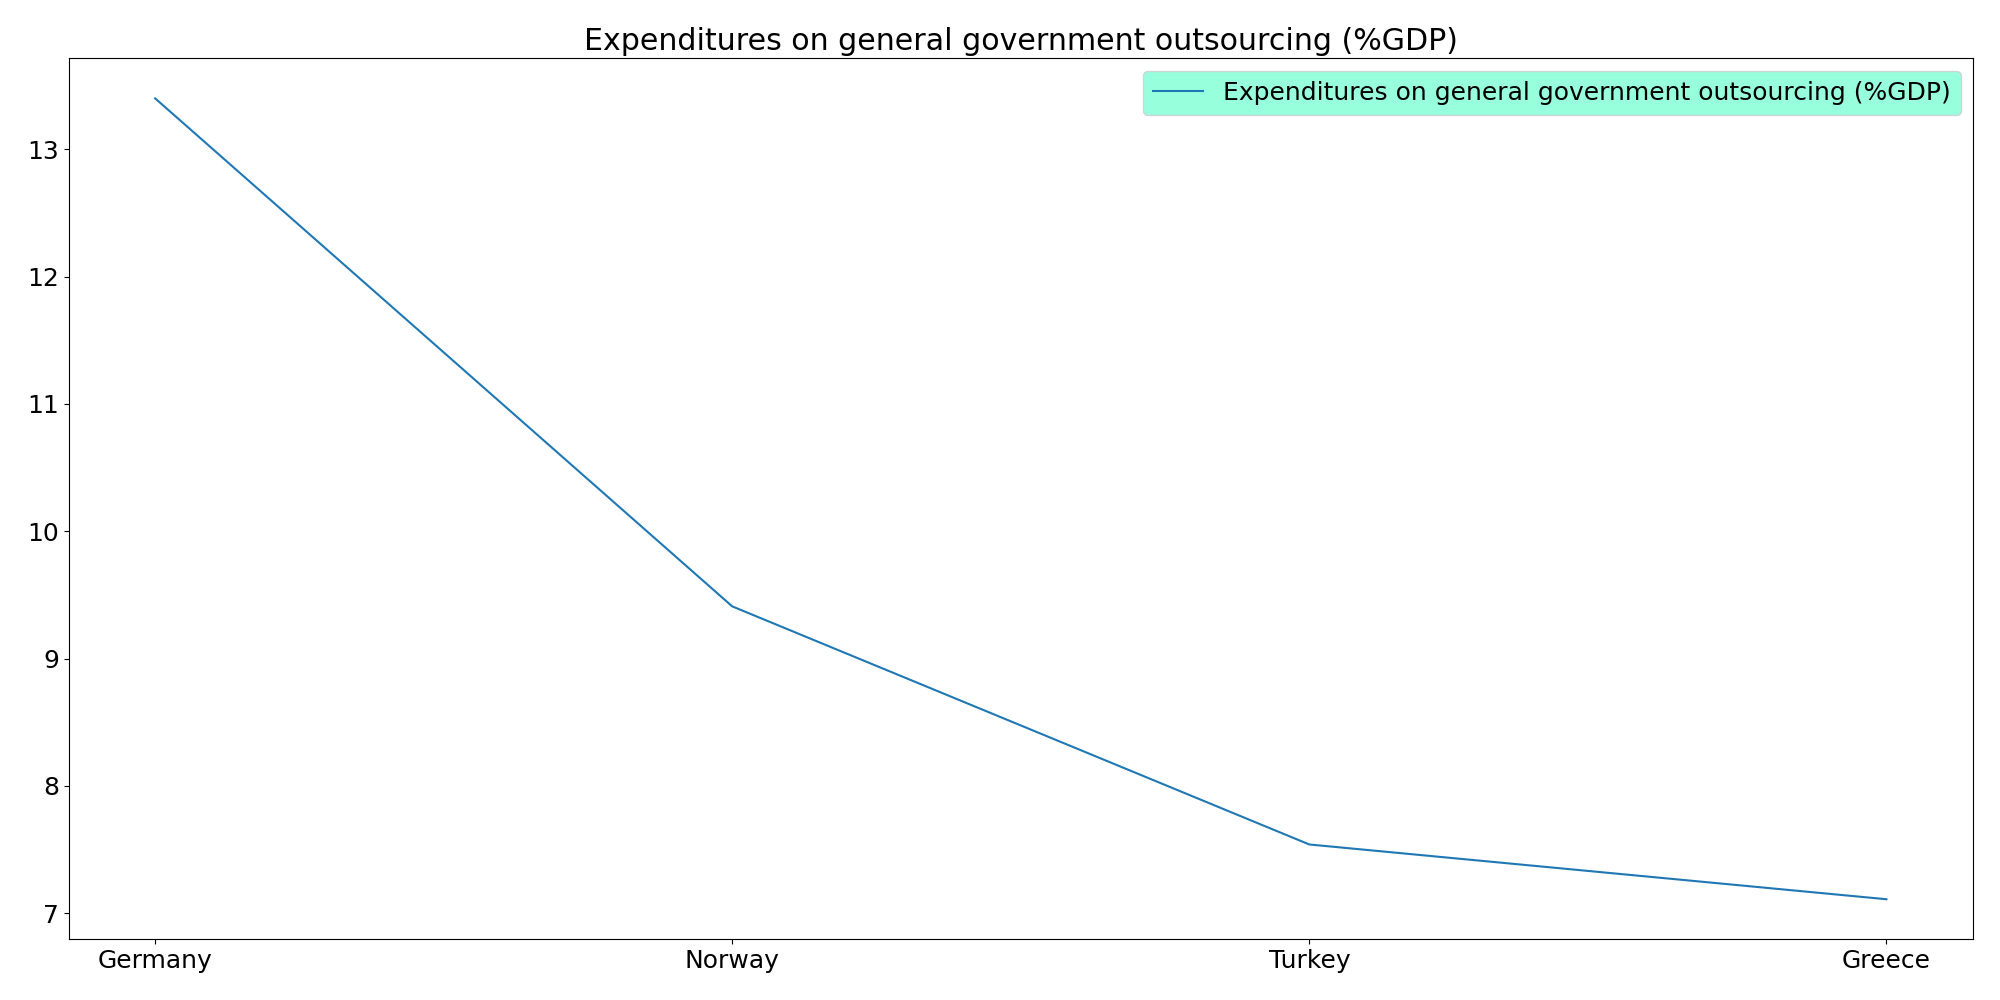 Expenditures on general government outsourcing (%GDP)
Expenditures on general government outsourcing (%GDP)
13
12
11
10
9
8
7
Germany Norway Turkey Greece